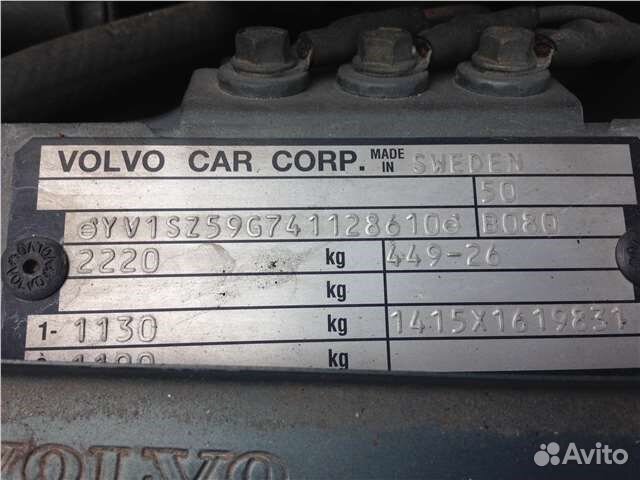 VOLVO CAR CORP. MADE IN SWEDEN
50
YV1SZ59G741128610 B080
2220 kg 449-26
kg
1- 1130 kg 1415X1619831
kg
VOLVO
Avito